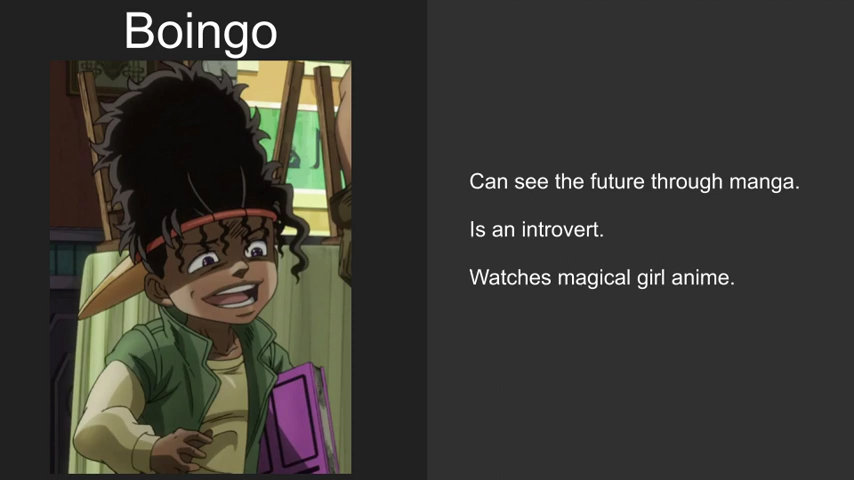 Boingo
Can see the future through manga.
Is an introvert.
Watches magical girl anime.